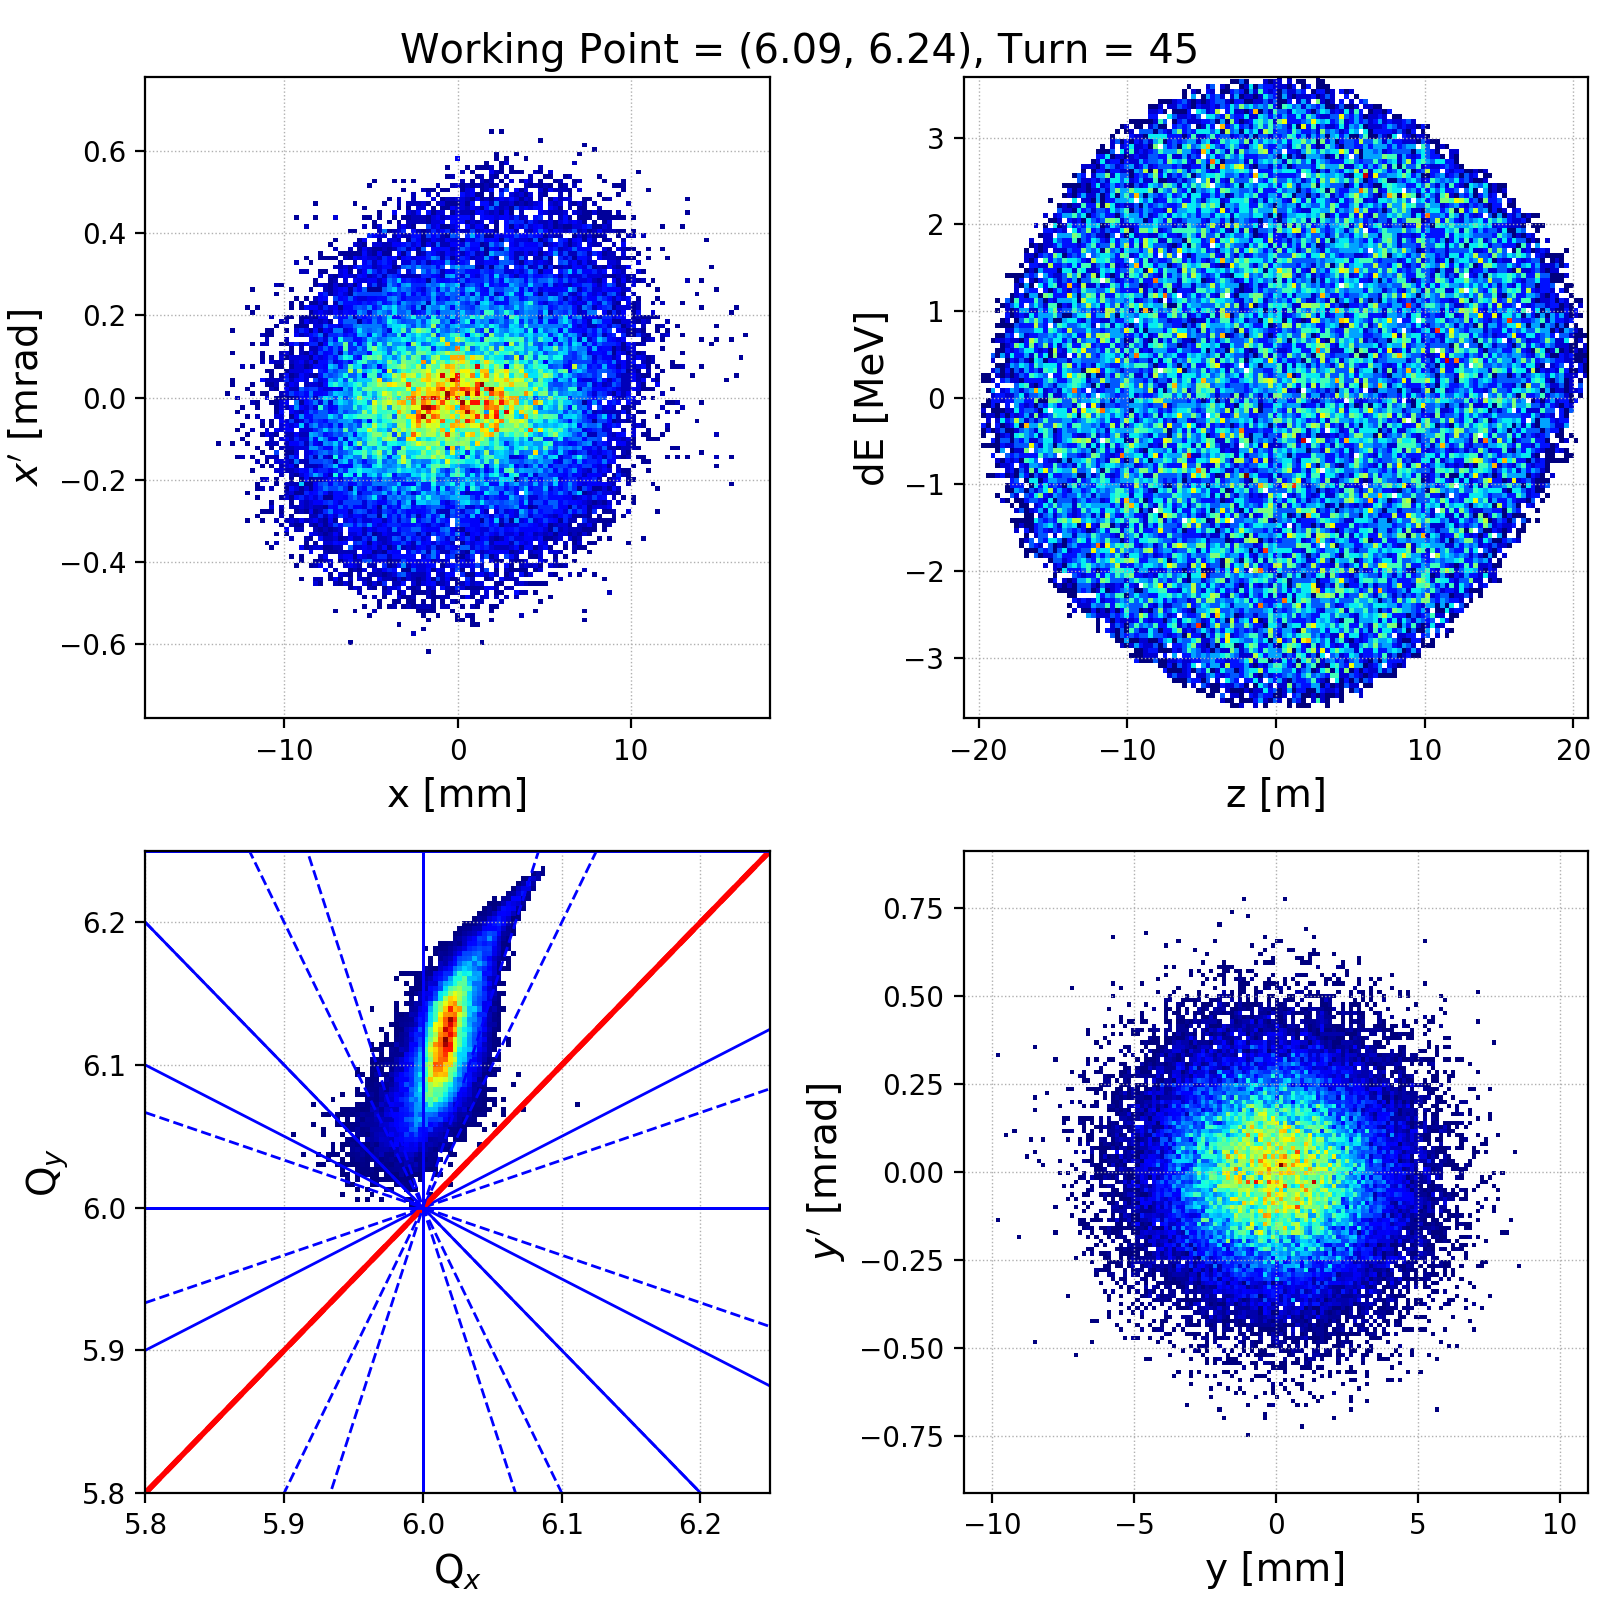 Working Point = (6.09, 6.24), Turn = 45
0.6
0.4
0.2
0.0
−0.2
−0.4
−0.6
x′ [mrad]
−10 0 10
x [mm]
3
2
1
0
−1
−2
−3
dE [MeV]
−20 −10 0 10 20
z [m]
6.2
6.1
6.0
5.9
5.8
Qy
5.8 5.9 6.0 6.1 6.2
Qx
0.75
0.50
0.25
0.00
−0.25
−0.50
−0.75
y′ [mrad]
−10 −5 0 5 10
y [mm]